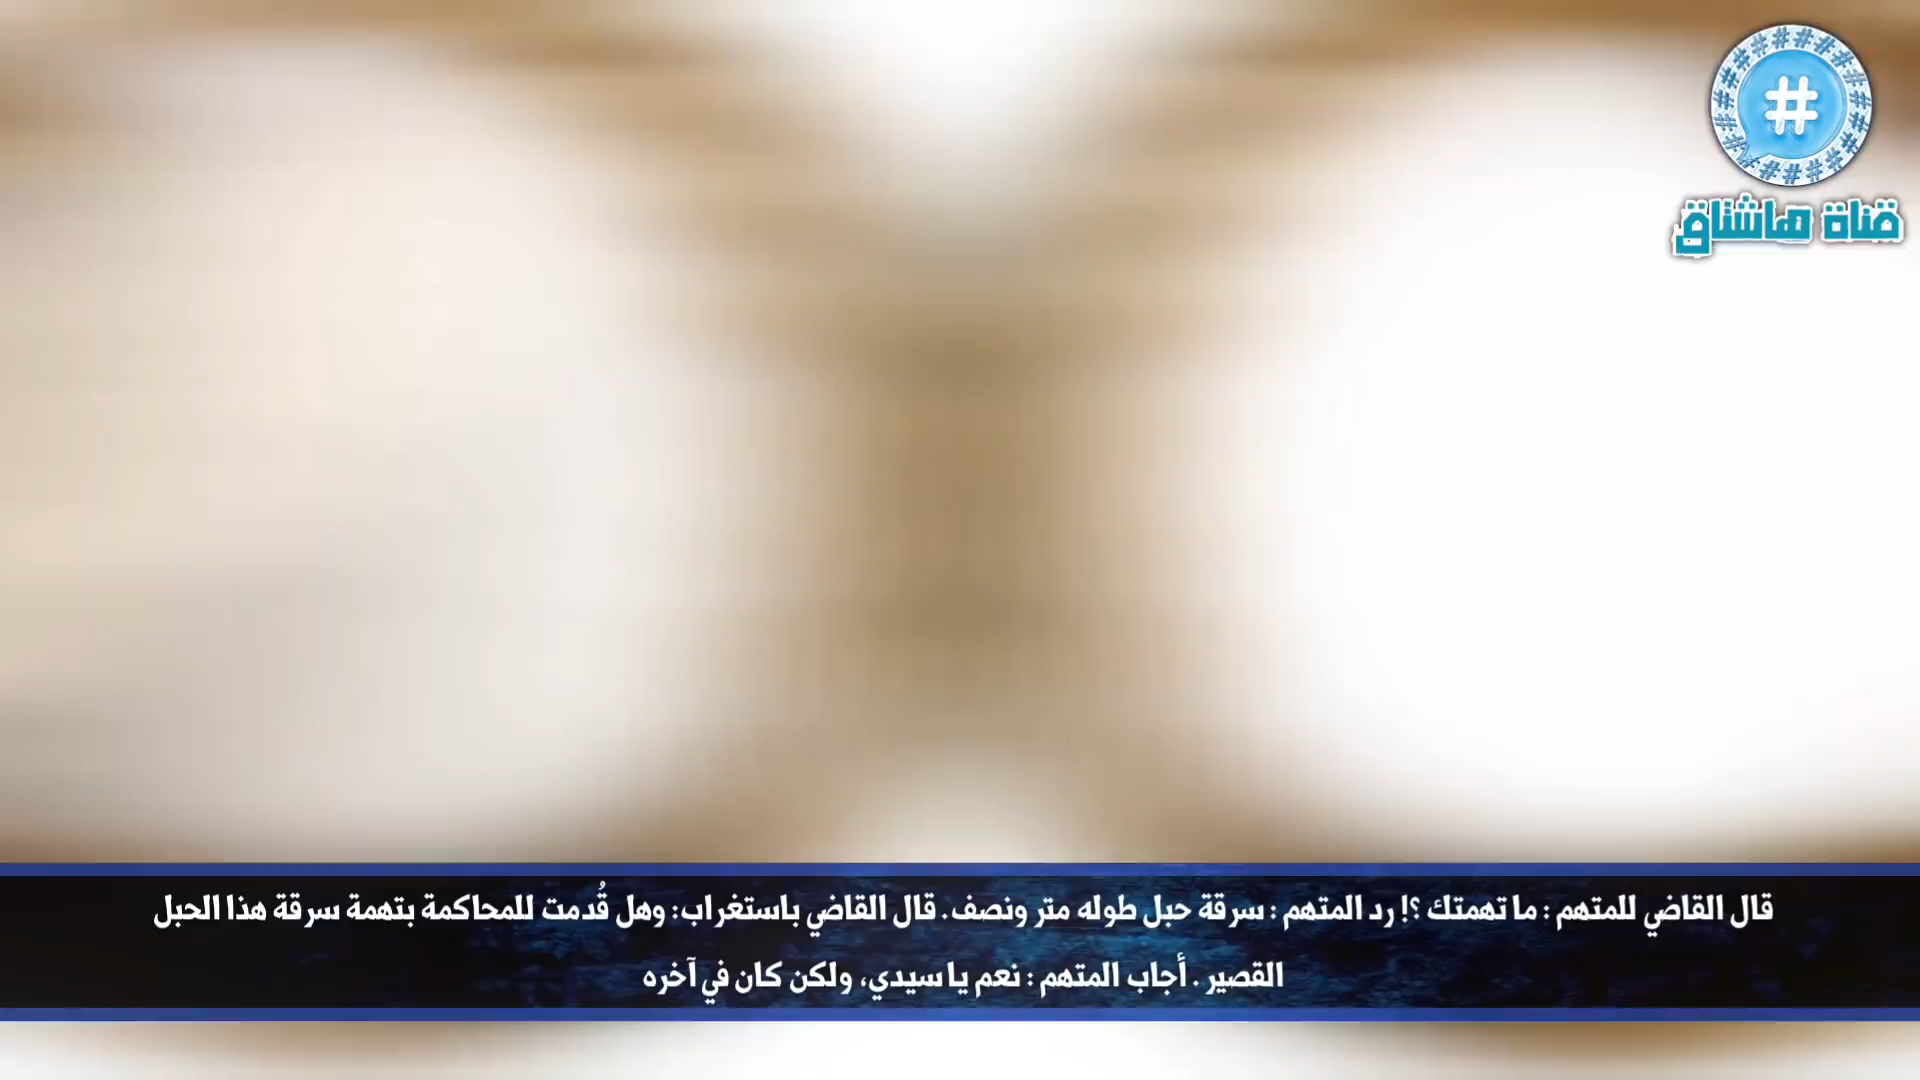 #
قناة هاشتاق
قال القاضي للمتهم : ما تهمتك ؟! رد المتهم : سرقة حبل طوله متر ونصف. قال القاضي باستغراب: وهل قُدمت للمحاكمة بتهمة سرقة هذا الحبل
القصير . أجاب المتهم : نعم يا سيدي، ولكن كان في آخره